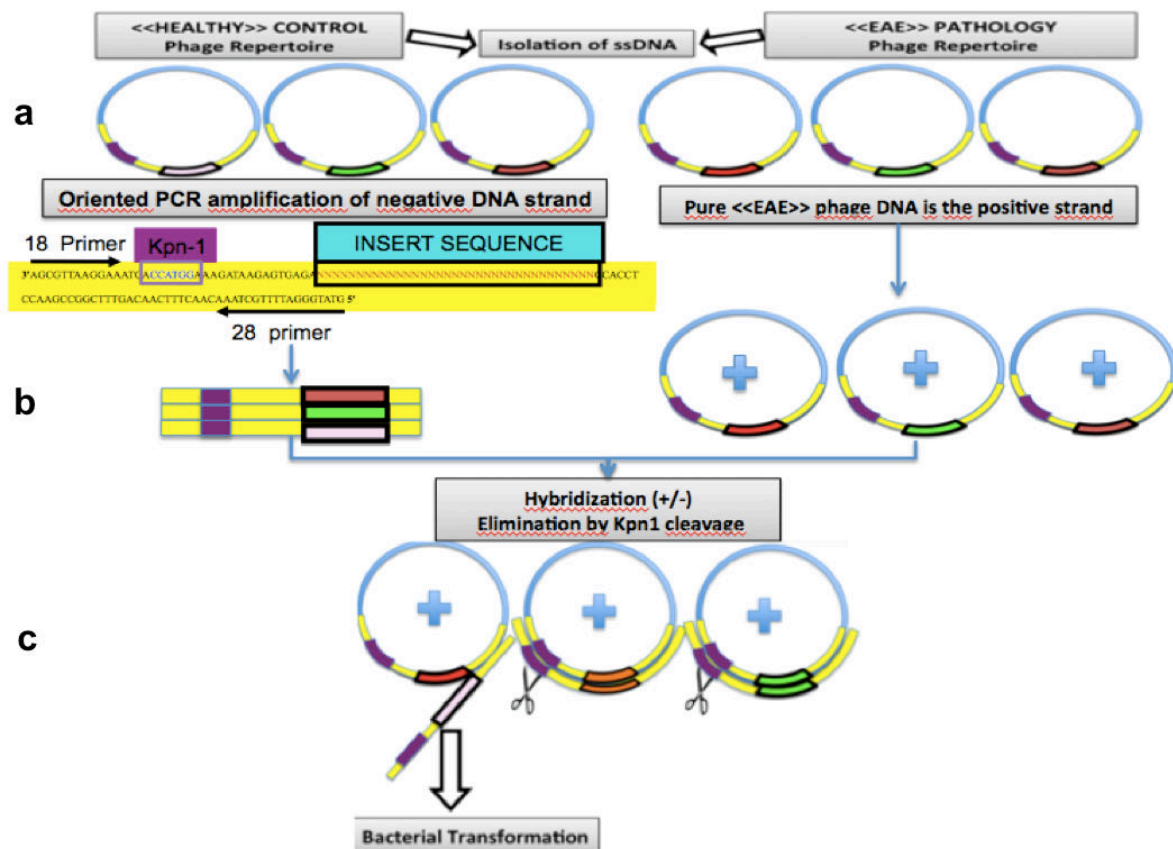 <<HEALTHY>> CONTROL
Phage Repertoire
Isolation of ssDNA
<<EAE>> PATHOLOGY
Phage Repertoire
a
Oriented PCR amplification of negative DNA strand
Pure <<EAE>> phage DNA is the positive strand
18 Primer
Kpn-1
INSERT SEQUENCE
3'AGCGTTAAGGAAATGACCATGGAAAGATAAGAGTGAGANNNNNNNNNNNNNNNNNNNNNNNNNNNNNNNNNNNNGCACCT
CCAAGCCGGCTTTGACAACTTTCAACAAATCGTTTTAGGGTATG 5'
28 primer
b
Hybridization (+/-)
Elimination by Kpn1 cleavage
c
Bacterial Transformation